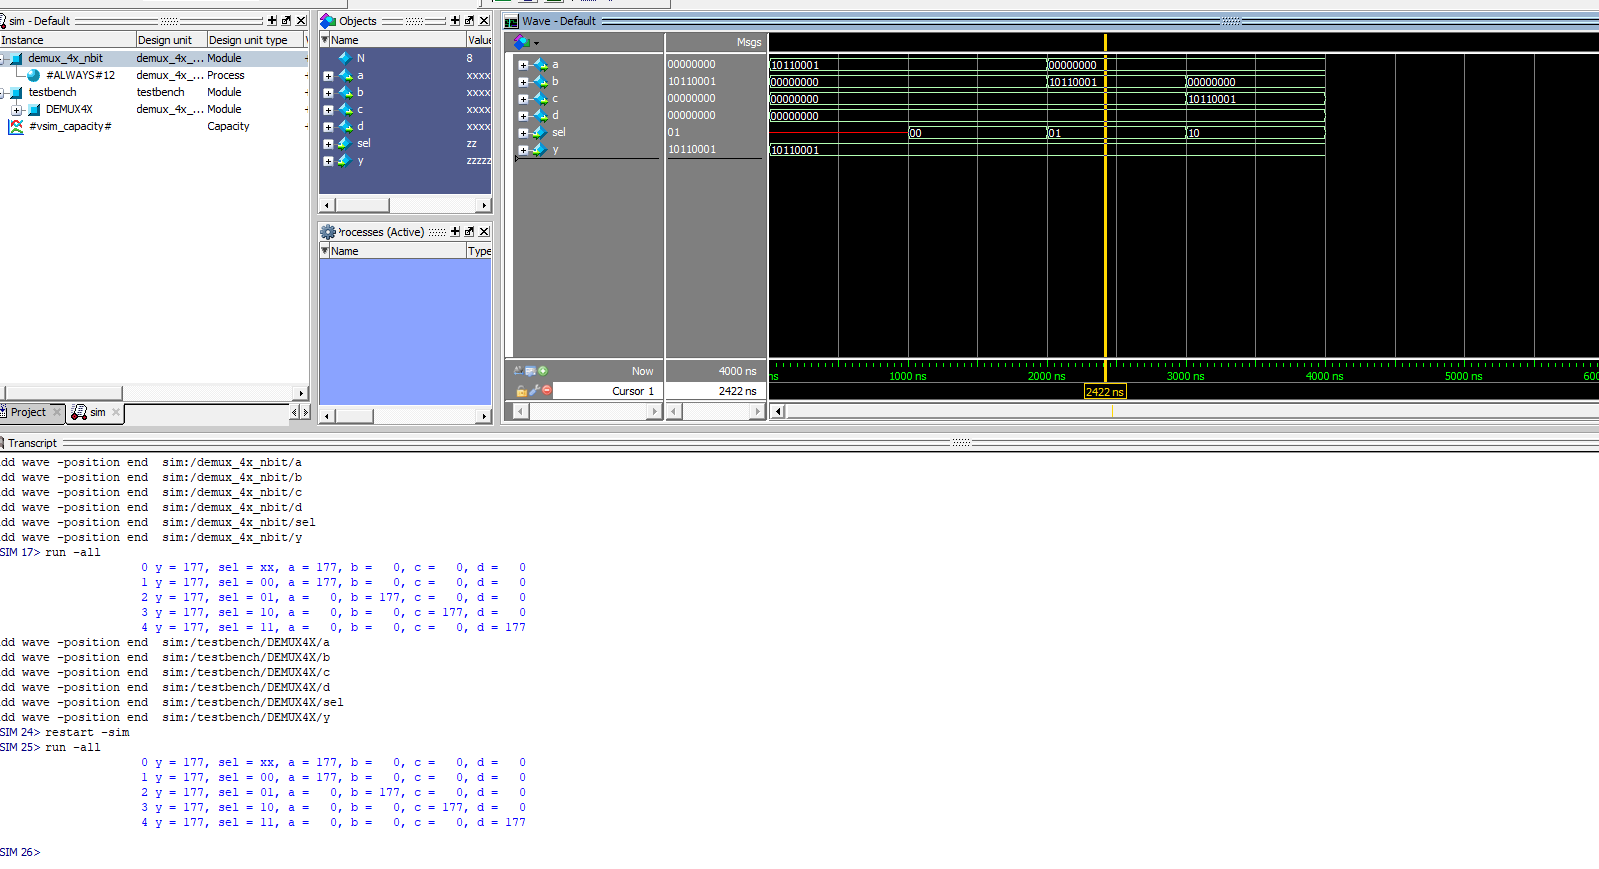 sim - Default
Instance Design unit Design unit type
demux_4x_nbit demux_4x_... Module
#ALWAYS#12 demux_4x_... Process
testbench testbench Module
DEMUX4X demux_4x_... Module
#vsim_capacity# Capacity
Project sim
Objects
Name Value
N 8
a xxxx
b xxxx
c xxxx
d xxxx
sel zz
y zzzzz
Processes (Active)
Name Type
Wave - Default
Msgs
a 00000000 10110001 00000000
b 10110001 00000000 10110001 00000000
c 00000000 00000000 10110001
d 00000000 00000000
sel 01 00 01 10
y 10110001 10110001
Now 4000 ns ns 1000 ns 2000 ns 3000 ns 4000 ns 5000 ns 600
Cursor 1 2422 ns 2422 ns
Transcript
dd wave -position end  sim:/demux_4x_nbit/a
dd wave -position end  sim:/demux_4x_nbit/b
dd wave -position end  sim:/demux_4x_nbit/c
dd wave -position end  sim:/demux_4x_nbit/d
dd wave -position end  sim:/demux_4x_nbit/sel
dd wave -position end  sim:/demux_4x_nbit/y
SIM 17> run -all
0 y = 177, sel = xx, a = 177, b =   0, c =   0, d =   0
1 y = 177, sel = 00, a = 177, b =   0, c =   0, d =   0
2 y = 177, sel = 01, a =   0, b = 177, c =   0, d =   0
3 y = 177, sel = 10, a =   0, b =   0, c = 177, d =   0
4 y = 177, sel = 11, a =   0, b =   0, c =   0, d = 177
dd wave -position end  sim:/testbench/DEMUX4X/a
dd wave -position end  sim:/testbench/DEMUX4X/b
dd wave -position end  sim:/testbench/DEMUX4X/c
dd wave -position end  sim:/testbench/DEMUX4X/d
dd wave -position end  sim:/testbench/DEMUX4X/sel
dd wave -position end  sim:/testbench/DEMUX4X/y
SIM 24> restart -sim
SIM 25> run -all
0 y = 177, sel = xx, a = 177, b =   0, c =   0, d =   0
1 y = 177, sel = 00, a = 177, b =   0, c =   0, d =   0
2 y = 177, sel = 01, a =   0, b = 177, c =   0, d =   0
3 y = 177, sel = 10, a =   0, b =   0, c = 177, d =   0
4 y = 177, sel = 11, a =   0, b =   0, c =   0, d = 177
SIM 26>